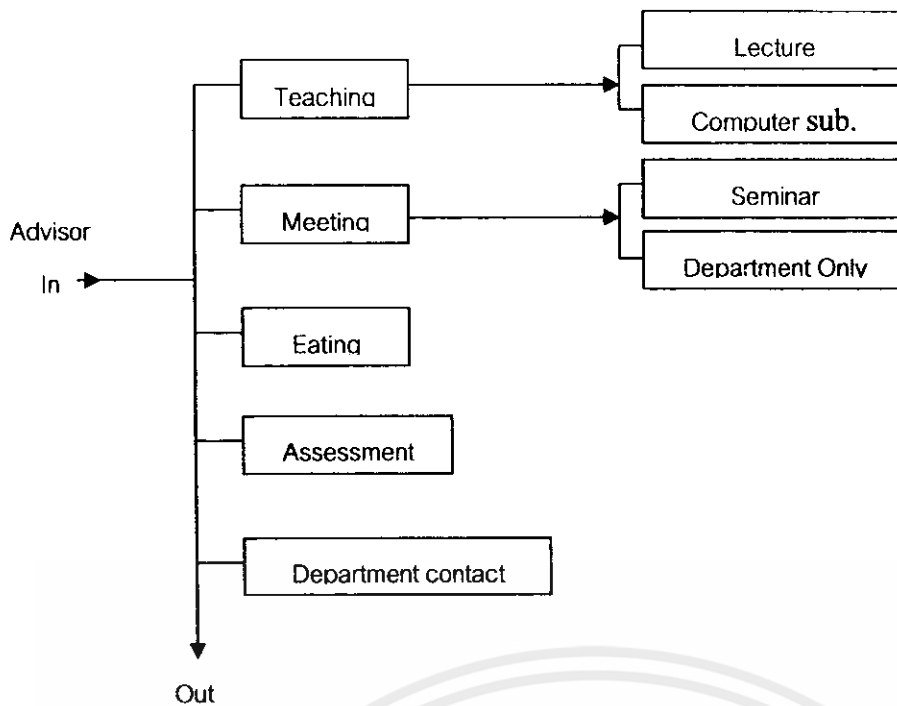 Lecture
Teaching
Computer sub.
Seminar
Meeting
Advisor
Department Only
In
Eating
Assessment
Department contact
Out